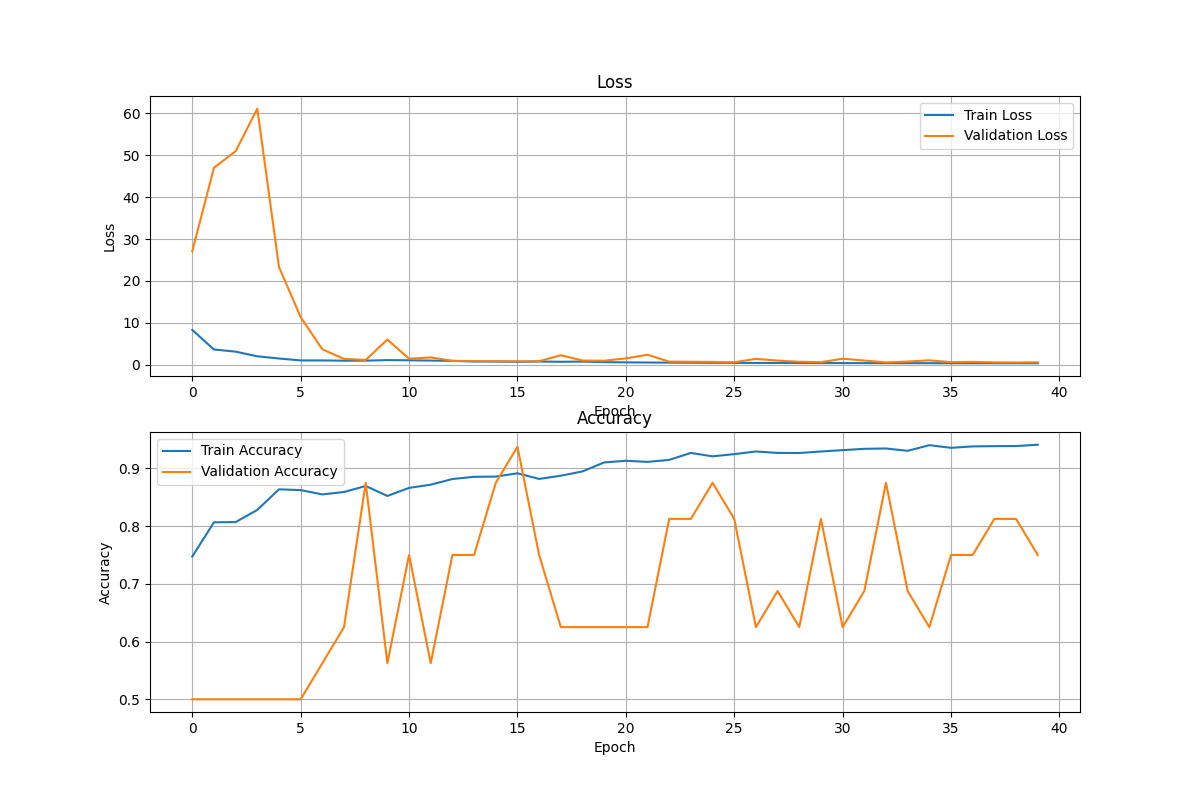 Loss
60
50
40
30
20
10
0
Loss
Train Loss
Validation Loss
0 5 10 15 20 25 30 35 40
Epoch
Accuracy
0.9
0.8
0.7
0.6
0.5
Accuracy
Train Accuracy
Validation Accuracy
0 5 10 15 20 25 30 35 40
Epoch